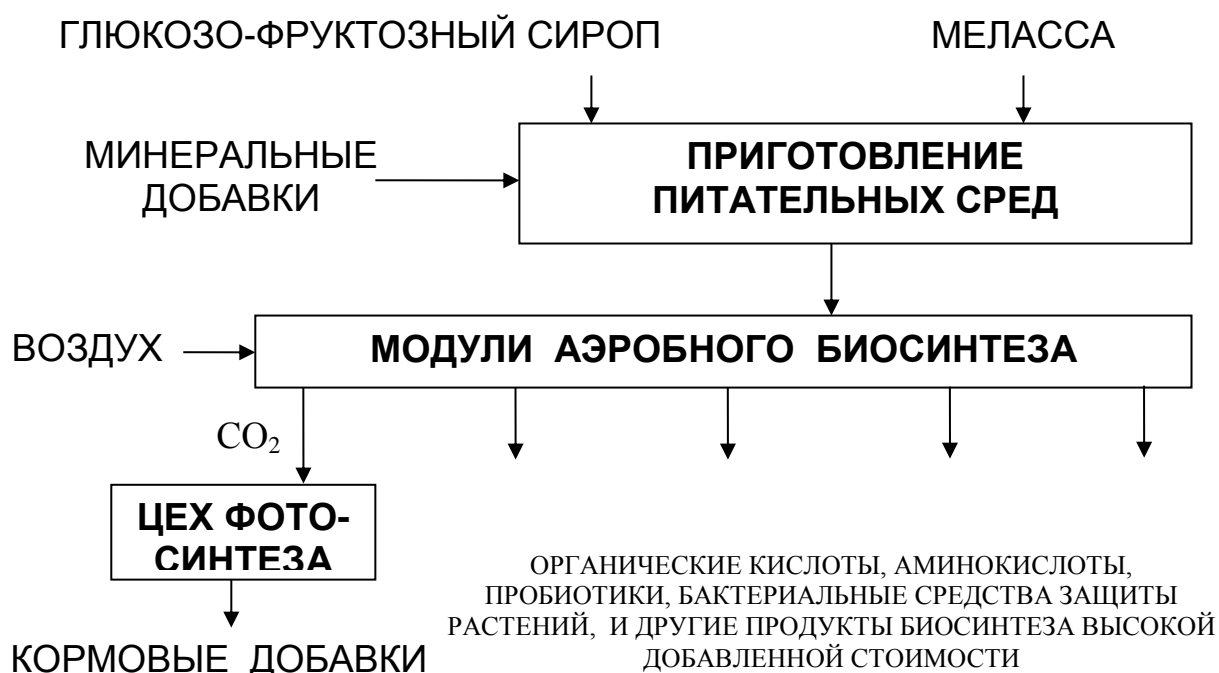 ГЛЮКОЗО-ФРУКТОЗНЫЙ СИРОП
МЕЛАССА
МИНЕРАЛЬНЫЕ
ДОБАВКИ
ПРИГОТОВЛЕНИЕ
ПИТАТЕЛЬНЫХ СРЕД
ВОЗДУХ
МОДУЛИ АЭРОБНОГО БИОСИНТЕЗА
CO₂
ЦЕХ ФОТО-
СИНТЕЗА
КОРМОВЫЕ ДОБАВКИ
ОРГАНИЧЕСКИЕ КИСЛОТЫ, АМИНОКИСЛОТЫ,
ПРОБИОТИКИ, БАКТЕРИАЛЬНЫЕ СРЕДСТВА ЗАЩИТЫ
РАСТЕНИЙ, И ДРУГИЕ ПРОДУКТЫ БИОСИНТЕЗА ВЫСОКОЙ
ДОБАВЛЕННОЙ СТОИМОСТИ